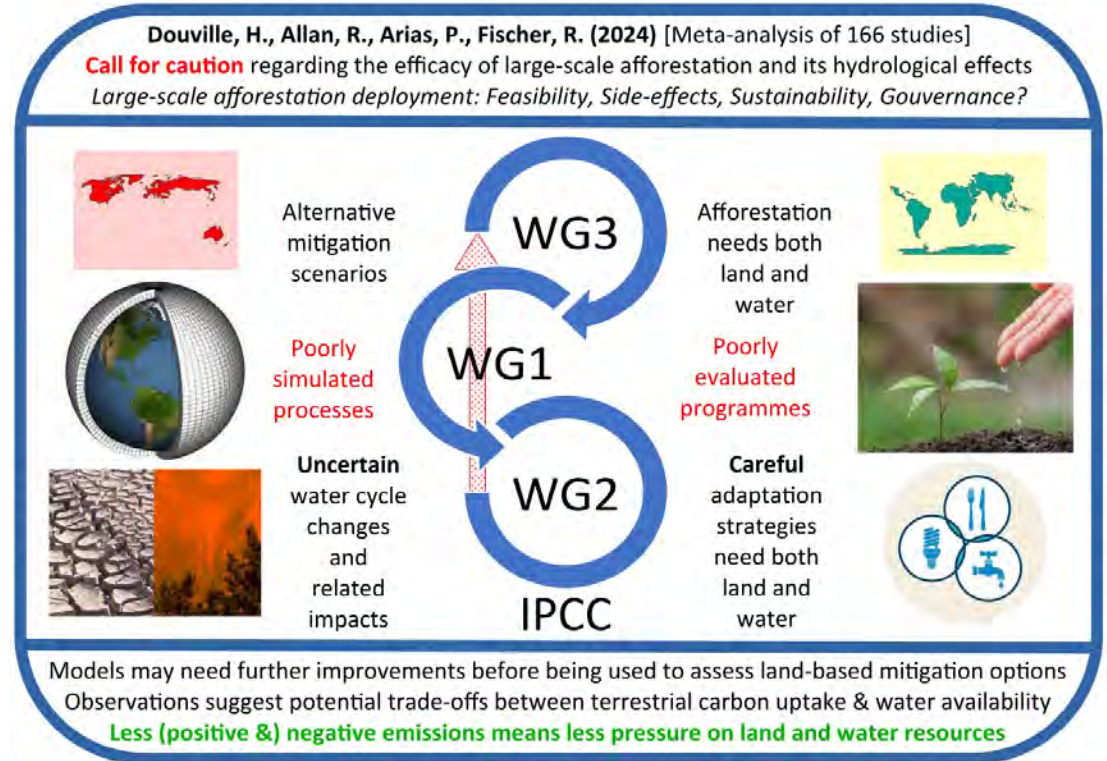 Douville, H., Allan, R., Arias, P., Fischer, R. (2024) [Meta-analysis of 166 studies]
Call for caution regarding the efficacy of large-scale afforestation and its hydrological effects
Large-scale afforestation deployment: Feasibility, Side-effects, Sustainability, Gouvernance?
Alternative
mitigation
scenarios
WG3
Afforestation
needs both
land and
water
Poorly
simulated
processes
WG1
Poorly
evaluated
programmes
Uncertain
water cycle
changes
and
related
impacts
WG2
IPCC
Careful
adaptation
strategies
need both
land and
water
Models may need further improvements before being used to assess land-based mitigation options
Observations suggest potential trade-offs between terrestrial carbon uptake & water availability
Less (positive &) negative emissions means less pressure on land and water resources